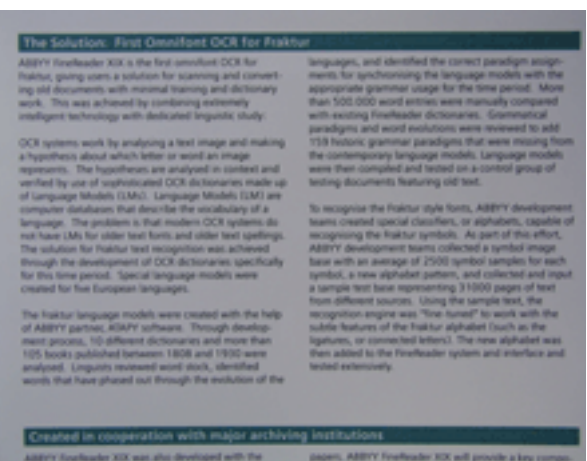 The Solution: First Omnifont OCR for Fraktur
ABBYY FineReader XIX is the first omnifont OCR for
Fraktur, giving users a solution for scanning and convert-
ing old documents with minimal training and dictionary
work. This was achieved by combining extremely
intelligent technology with dedicated linguistic study:
OCR systems work by analysing a text image and making
a hypothesis about which letter or word an image
represents. The hypotheses are analysed in context and
verified by use of sophisticated OCR dictionaries made up
of Language Models (LMs). Language Models (LM) are
computer databases that describe the vocabulary of a
language. The problem is that modern OCR systems do
not have LMs for older text fonts and older text spellings.
The solution for Fraktur text recognition was achieved
through the development of OCR dictionaries specifically
for this time period. Special language models were
created for five European languages.
The Fraktur language models were created with the help
of ABBYY partner, ATAPY software. Through develop-
ment process, 10 different dictionaries and more than
105 books published between 1808 and 1930 were
analysed. Linguists reviewed word stock, identified
words that have phased out through the evolution of the
languages, and identified the correct paradigm assign-
ments for synchronising the language models with the
appropriate grammar usage for the time period. More
than 500.000 word entries were manually compared
with existing FineReader dictionaries. Grammatical
paradigms and word evolutions were reviewed to add
159 historic grammar paradigms that were missing from
the contemporary language models. Language models
were then compiled and tested on a control group of
testing documents featuring old text.
To recognise the Fraktur style fonts, ABBYY development
teams created special classifiers, or alphabets, capable of
recognising the Fraktur symbols. As part of this effort,
ABBYY development teams collected a symbol image
base with an average of 2500 symbol samples for each
symbol, a new alphabet pattern, and collected and input
a sample test base representing 31000 pages of text
from different sources. Using the sample text, the
recognition engine was "fine-tuned" to work with the
subtle features of the Fraktur alphabet (such as the
ligatures, or connected letters). The new alphabet was
then added to the FineReader system and interface and
tested extensively.
Created in cooperation with major archiving institutions
ABBYY FineReader XIX was also developed with the
papers. ABBYY FineReader XIX will provide a key compo-